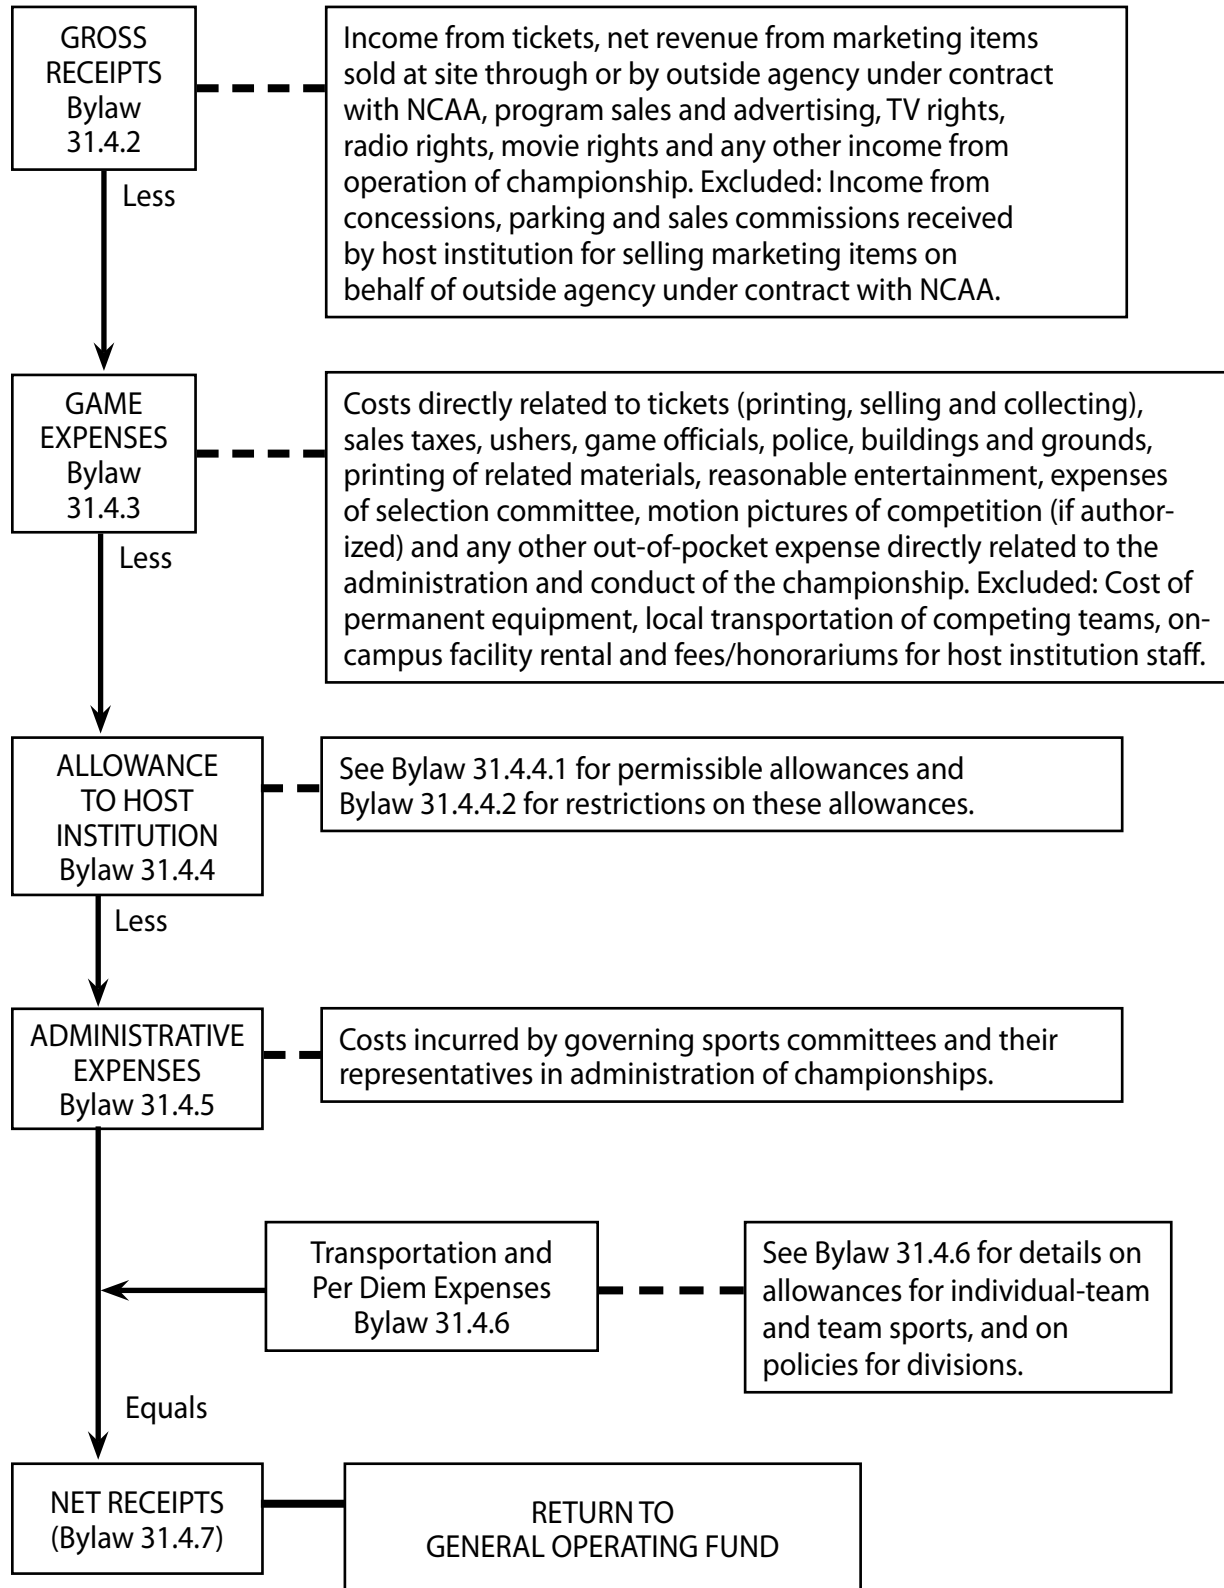 GROSS
RECEIPTS
Bylaw
31.4.2
Income from tickets, net revenue from marketing items
sold at site through or by outside agency under contract
with NCAA, program sales and advertising, TV rights,
radio rights, movie rights and any other income from
operation of championship. Excluded: Income from
concessions, parking and sales commissions received
by host institution for selling marketing items on
behalf of outside agency under contract with NCAA.
Less
GAME
EXPENSES
Bylaw
31.4.3
Costs directly related to tickets (printing, selling and collecting),
sales taxes, ushers, game officials, police, buildings and grounds,
printing of related materials, reasonable entertainment, expenses
of selection committee, motion pictures of competition (if author-
ized) and any other out-of-pocket expense directly related to the
administration and conduct of the championship. Excluded: Cost of
permanent equipment, local transportation of competing teams, on-
campus facility rental and fees/honorariums for host institution staff.
Less
ALLOWANCE
TO HOST
INSTITUTION
Bylaw 31.4.4
See Bylaw 31.4.4.1 for permissible allowances and
Bylaw 31.4.4.2 for restrictions on these allowances.
Less
ADMINISTRATIVE
EXPENSES
Bylaw 31.4.5
Costs incurred by governing sports committees and their
representatives in administration of championships.
Transportation and
Per Diem Expenses
Bylaw 31.4.6
See Bylaw 31.4.6 for details on
allowances for individual-team
and team sports, and on
policies for divisions.
Equals
NET RECEIPTS
(Bylaw 31.4.7)
RETURN TO
GENERAL OPERATING FUND